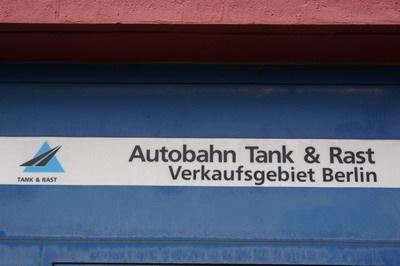 TANK & RAST
Autobahn Tank & Rast
Verkaufsgebiet Berlin